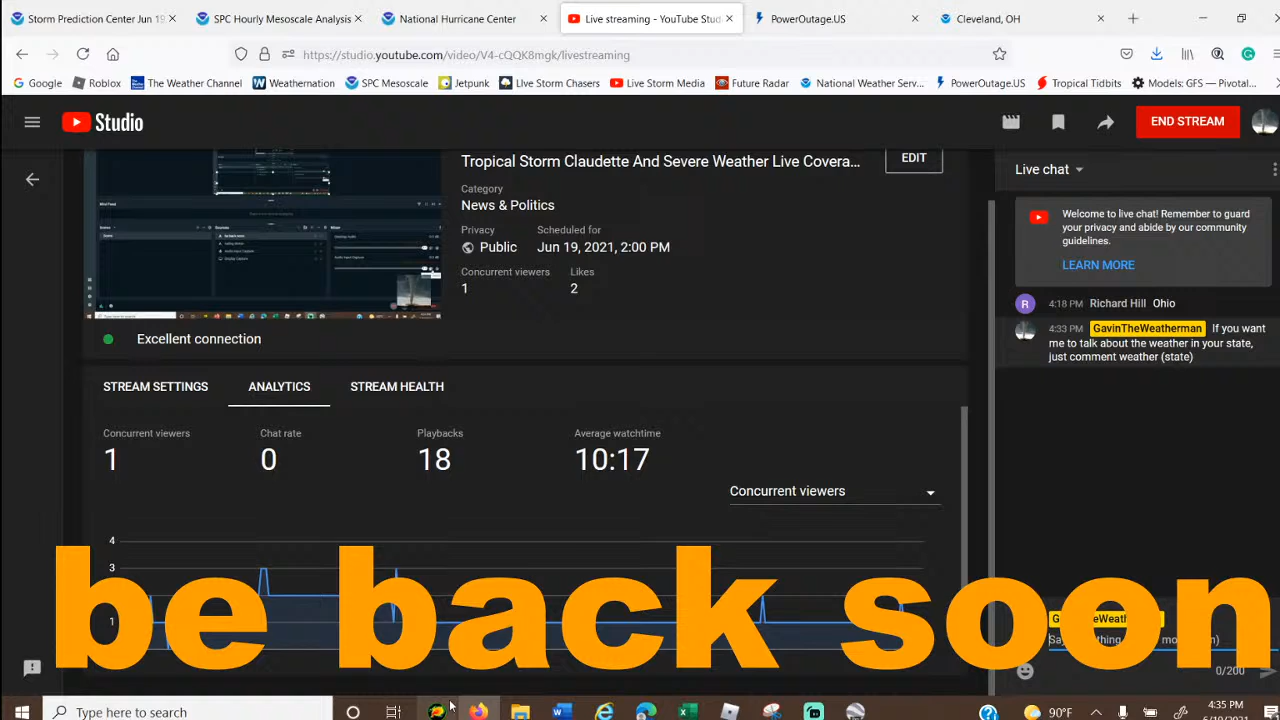 Storm Prediction Center Jun 19
SPC Hourly Mesoscale Analysis
National Hurricane Center
Live streaming - YouTube Stud
PowerOutage.US
Cleveland, OH
https://studio.youtube.com/video/V4-cQQK8mgk/livestreaming
Google
Roblox
The Weather Channel
Weathernation
SPC Mesoscale
Jetpunk
Live Storm Chasers
Live Storm Media
Future Radar
National Weather Serv...
PowerOutage.US
Tropical Tidbits
Models: GFS — Pivotal...
Studio
END STREAM
Tropical Storm Claudette And Severe Weather Live Covera...
EDIT
Category
News & Politics
Privacy
Scheduled for
Public
Jun 19, 2021, 2:00 PM
Concurrent viewers
Likes
1
2
Excellent connection
STREAM SETTINGS
ANALYTICS
STREAM HEALTH
Concurrent viewers
Chat rate
Playbacks
Average watchtime
1
0
18
10:17
Concurrent viewers
4
3
1
be back soon
Live chat
Welcome to live chat! Remember to guard
your privacy and abide by our community
guidelines.
LEARN MORE
R
4:18 PM Richard Hill Ohio
4:33 PM GavinTheWeatherman If you want
me to talk about the weather in your state,
just comment weather (state)
0/200
Type here to search
90°F
4:35 PM